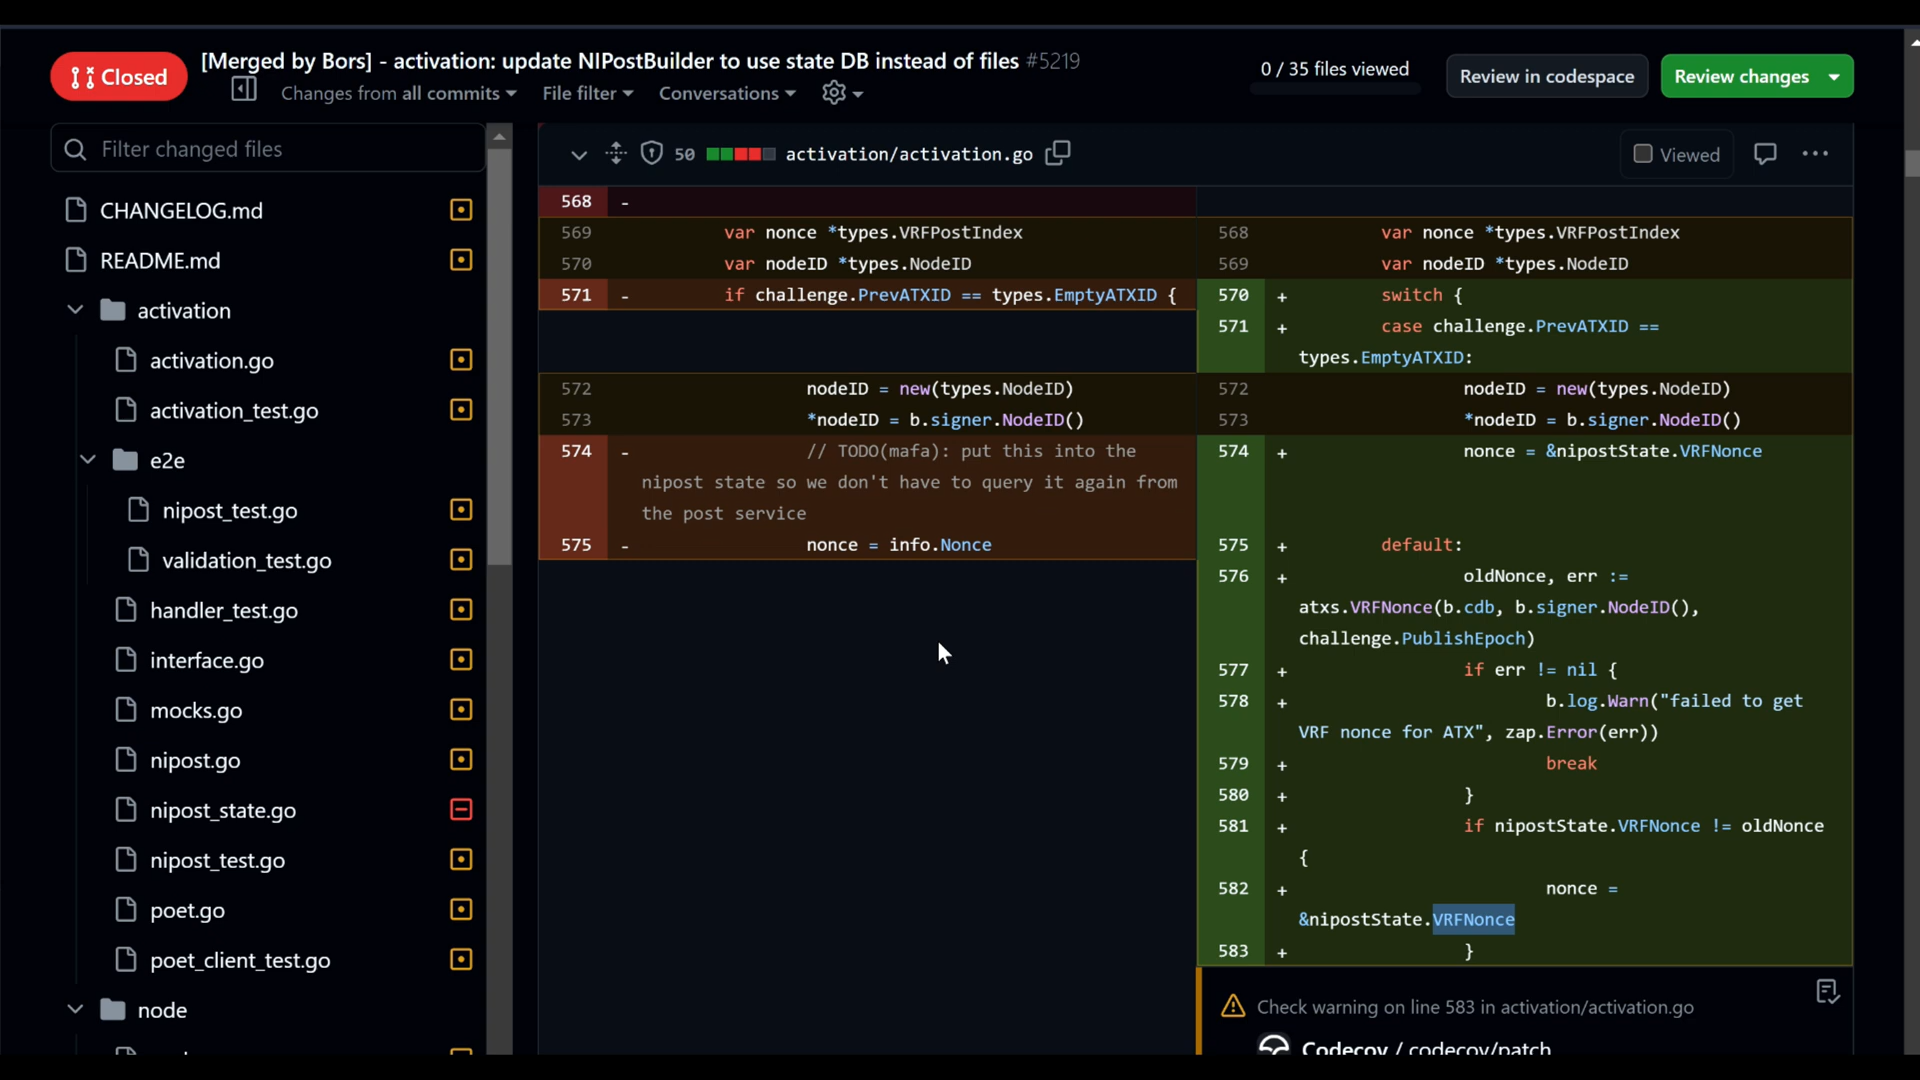 Closed
[Merged by Bors] - activation: update NIPostBuilder to use state DB instead of files #5219
Changes from all commits
File filter
Conversations
0 / 35 files viewed
Review in codespace
Review changes
Filter changed files
CHANGELOG.md
README.md
activation
activation.go
activation_test.go
e2e
nipost_test.go
validation_test.go
handler_test.go
interface.go
mocks.go
nipost.go
nipost_state.go
nipost_test.go
poet.go
poet_client_test.go
node
50 activation/activation.go
Viewed
568 -
569 var nonce *types.VRFPostIndex
570 var nodeID *types.NodeID
571 - if challenge.PrevATXID == types.EmptyATXID {
572 nodeID = new(types.NodeID)
573 *nodeID = b.signer.NodeID()
574 - // TODO(mafa): put this into the
nipost state so we don't have to query it again from
the post service
575 - nonce = info.Nonce
568 var nonce *types.VRFPostIndex
569 var nodeID *types.NodeID
570 + switch {
571 + case challenge.PrevATXID ==
types.EmptyATXID:
572 nodeID = new(types.NodeID)
573 *nodeID = b.signer.NodeID()
574 + nonce = &nipostState.VRFNonce
575 + default:
576 + oldNonce, err :=
atxs.VRFNonce(b.cdb, b.signer.NodeID(),
challenge.PublishEpoch)
577 + if err != nil {
578 + b.log.Warn("failed to get
VRF nonce for ATX", zap.Error(err))
579 + break
580 + }
581 + if nipostState.VRFNonce != oldNonce
{
582 + nonce =
&nipostState.VRFNonce
583 + }
Check warning on line 583 in activation/activation.go
Codecov / codecov/patch